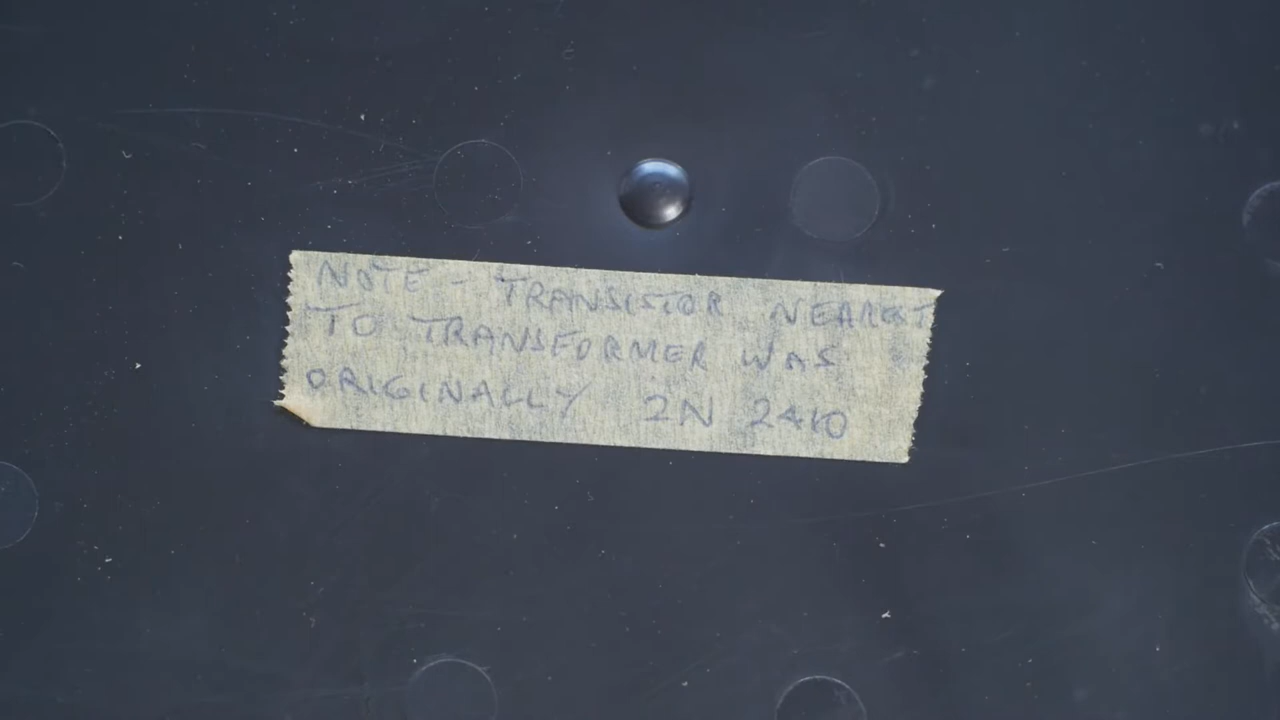 NOTE - TRANSISTOR NEAREST
TO TRANSFORMER WAS
ORIGINALLY 2N 2410